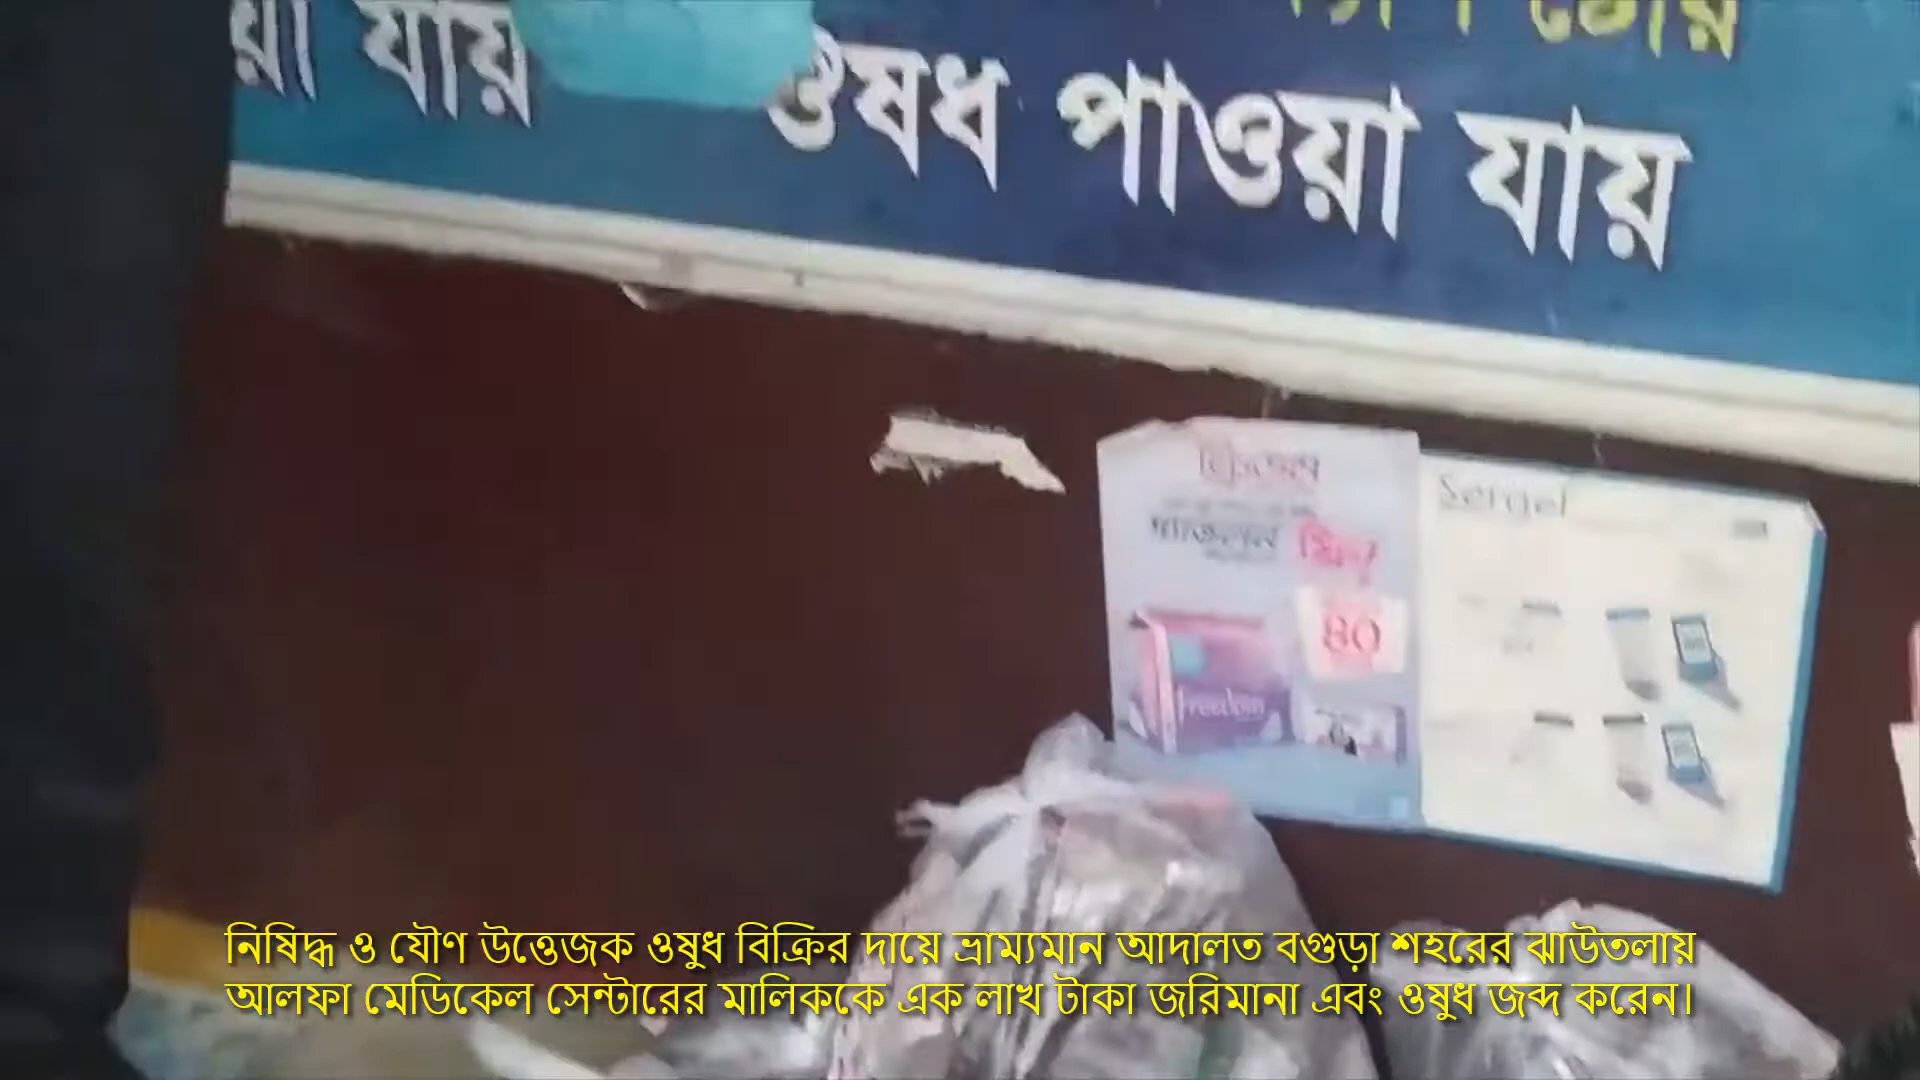 য়া যায়
ঔষধ পাওয়া যায়
ফ্রি!
80
freedom
Sergel
নিষিদ্ধ ও যৌণ উত্তেজক ওষুধ বিক্রির দায়ে ভ্রাম্যমান আদালত বগুড়া শহরের ঝাউতলায়
আলফা মেডিকেল সেন্টারের মালিককে এক লাখ টাকা জরিমানা এবং ওষুধ জব্দ করেন।